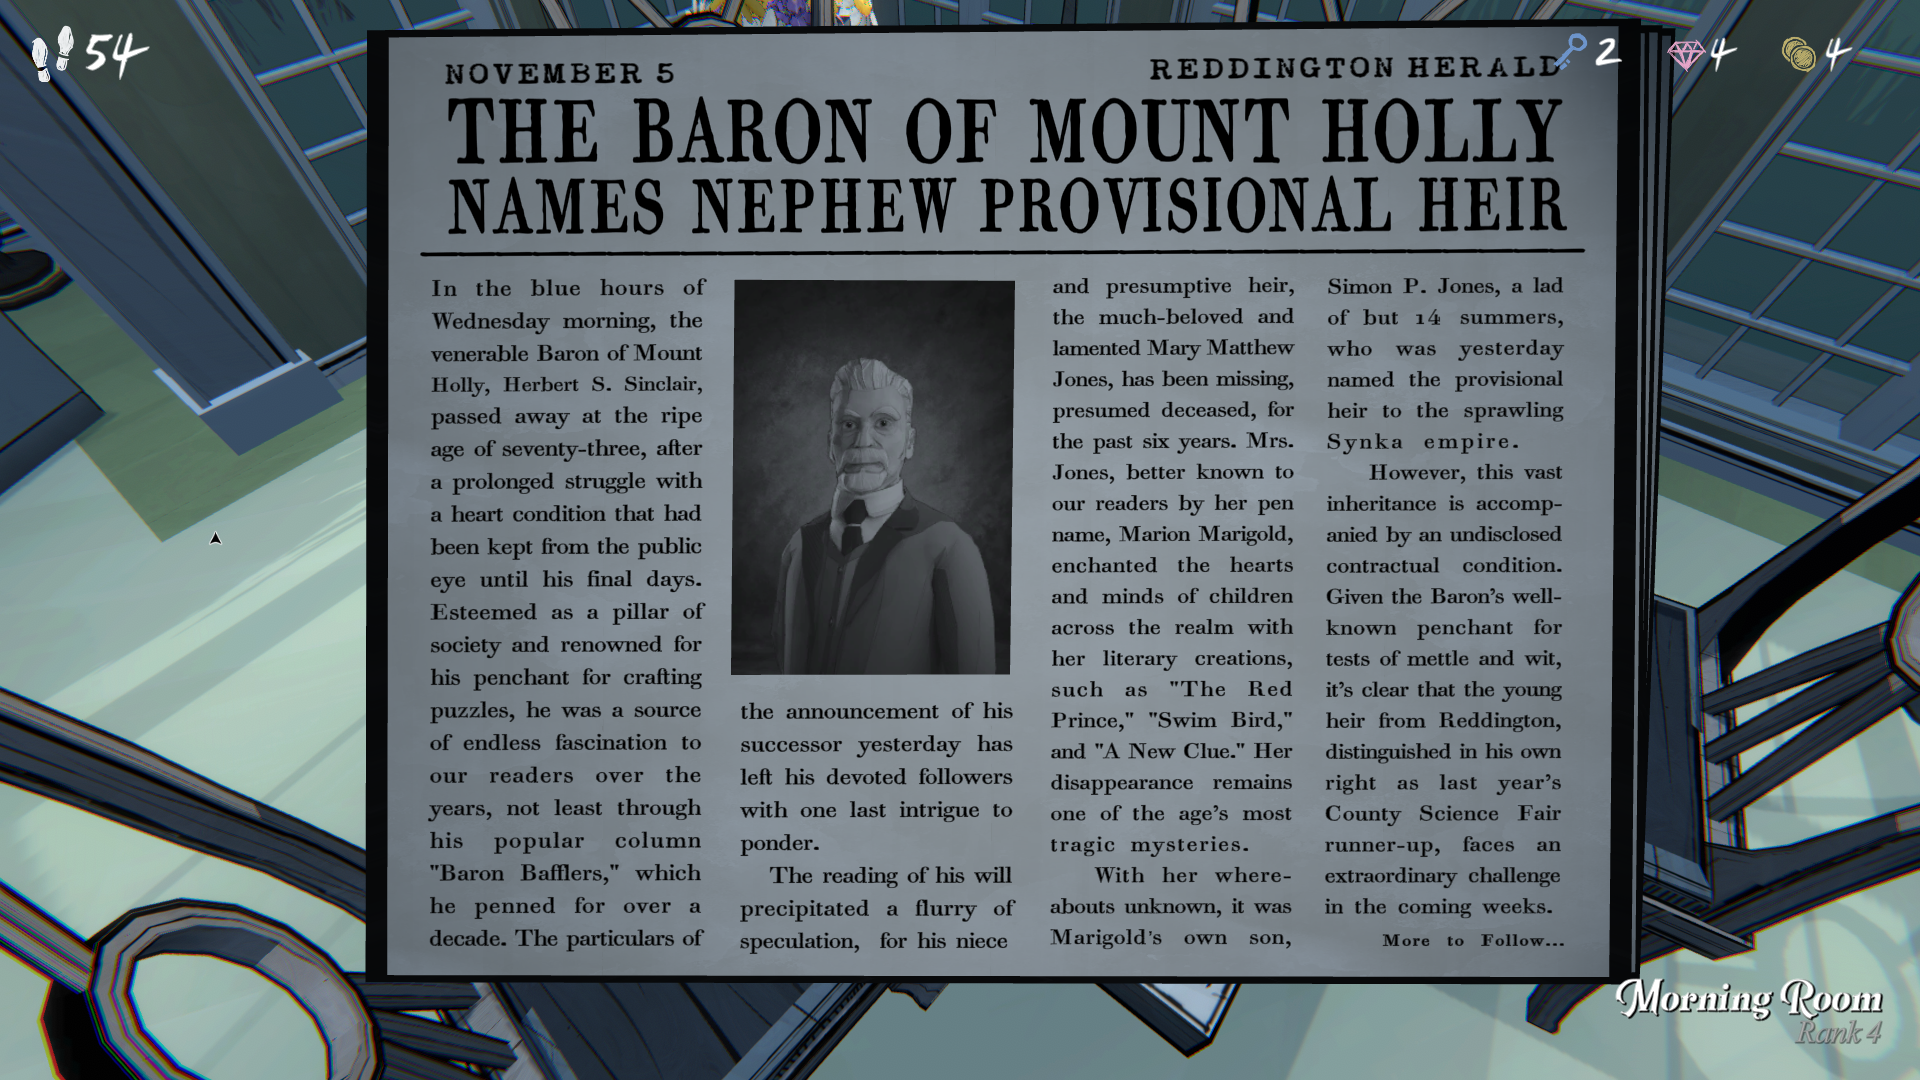 54
2
4
4
NOVEMBER 5
REDDINGTON HERALD
THE BARON OF MOUNT HOLLY
NAMES NEPHEW PROVISIONAL HEIR
In the blue hours of
Wednesday morning, the
venerable Baron of Mount
Holly, Herbert S. Sinclair,
passed away at the ripe
age of seventy-three, after
a prolonged struggle with
a heart condition that had
been kept from the public
eye until his final days.
Esteemed as a pillar of
society and renowned for
his penchant for crafting
puzzles, he was a source
of endless fascination to
our readers over the
years, not least through
his popular column
"Baron Bafflers," which
he penned for over a
decade. The particulars of
the announcement of his
successor yesterday has
left his devoted followers
with one last intrigue to
ponder.
The reading of his will
precipitated a flurry of
speculation, for his niece
and presumptive heir,
the much-beloved and
lamented Mary Matthew
Jones, has been missing,
presumed deceased, for
the past six years. Mrs.
Jones, better known to
our readers by her pen
name, Marion Marigold,
enchanted the hearts
and minds of children
across the realm with
her literary creations,
such as "The Red
Prince," "Swim Bird,"
and "A New Clue." Her
disappearance remains
one of the age's most
tragic mysteries.
With her where-
abouts unknown, it was
Marigold's own son,
Simon P. Jones, a lad
of but 14 summers,
who was yesterday
named the provisional
heir to the sprawling
Synka empire.
However, this vast
inheritance is accomp-
anied by an undisclosed
contractual condition.
Given the Baron's well-
known penchant for
tests of mettle and wit,
it's clear that the young
heir from Reddington,
distinguished in his own
right as last year's
County Science Fair
runner-up, faces an
extraordinary challenge
in the coming weeks.
More to Follow...
Morning Room
Rank 4